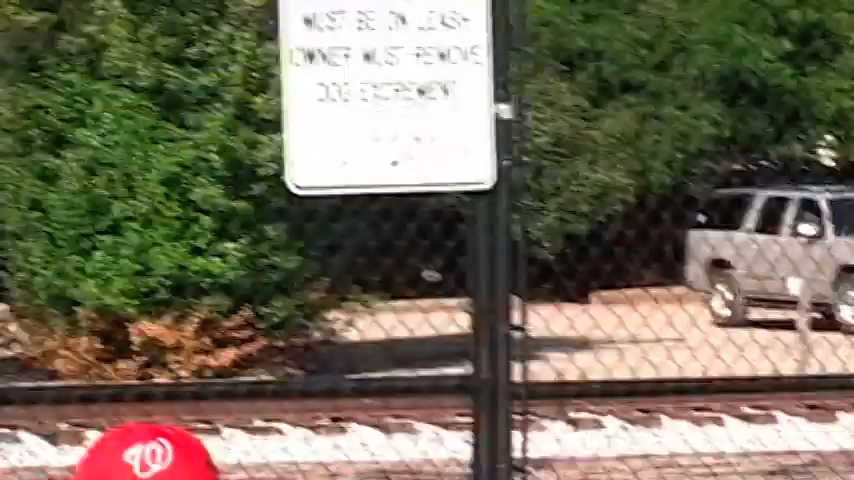 MUST BE ON LEASH
OWNER MUST REMOVE
DOG EXCREMENT
W